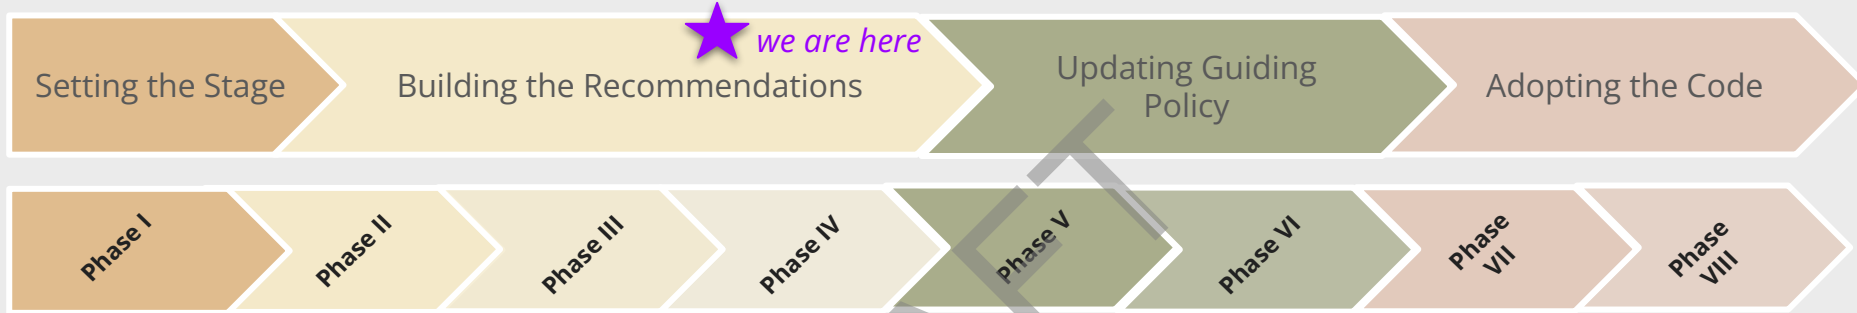 we are here
Setting the Stage
Building the Recommendations
Updating Guiding
Policy
Adopting the Code
Phase I
Phase II
Phase III
Phase IV
Phase V
Phase VI
Phase
VII
Phase
VIII